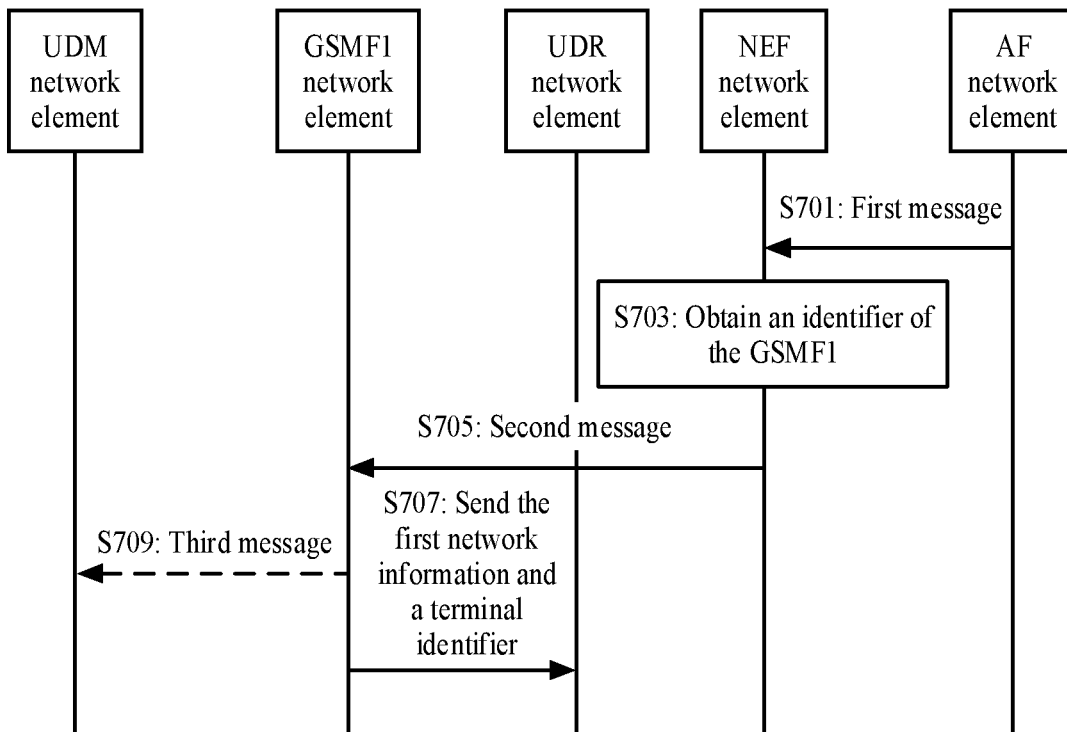 UDM
network
element
GSMF1
network
element
UDR
network
element
NEF
network
element
AF
network
element
S701: First message
S703: Obtain an identifier of
the GSMF1
S705: Second message
S707: Send the
first network
information and
a terminal
identifier
S709: Third message